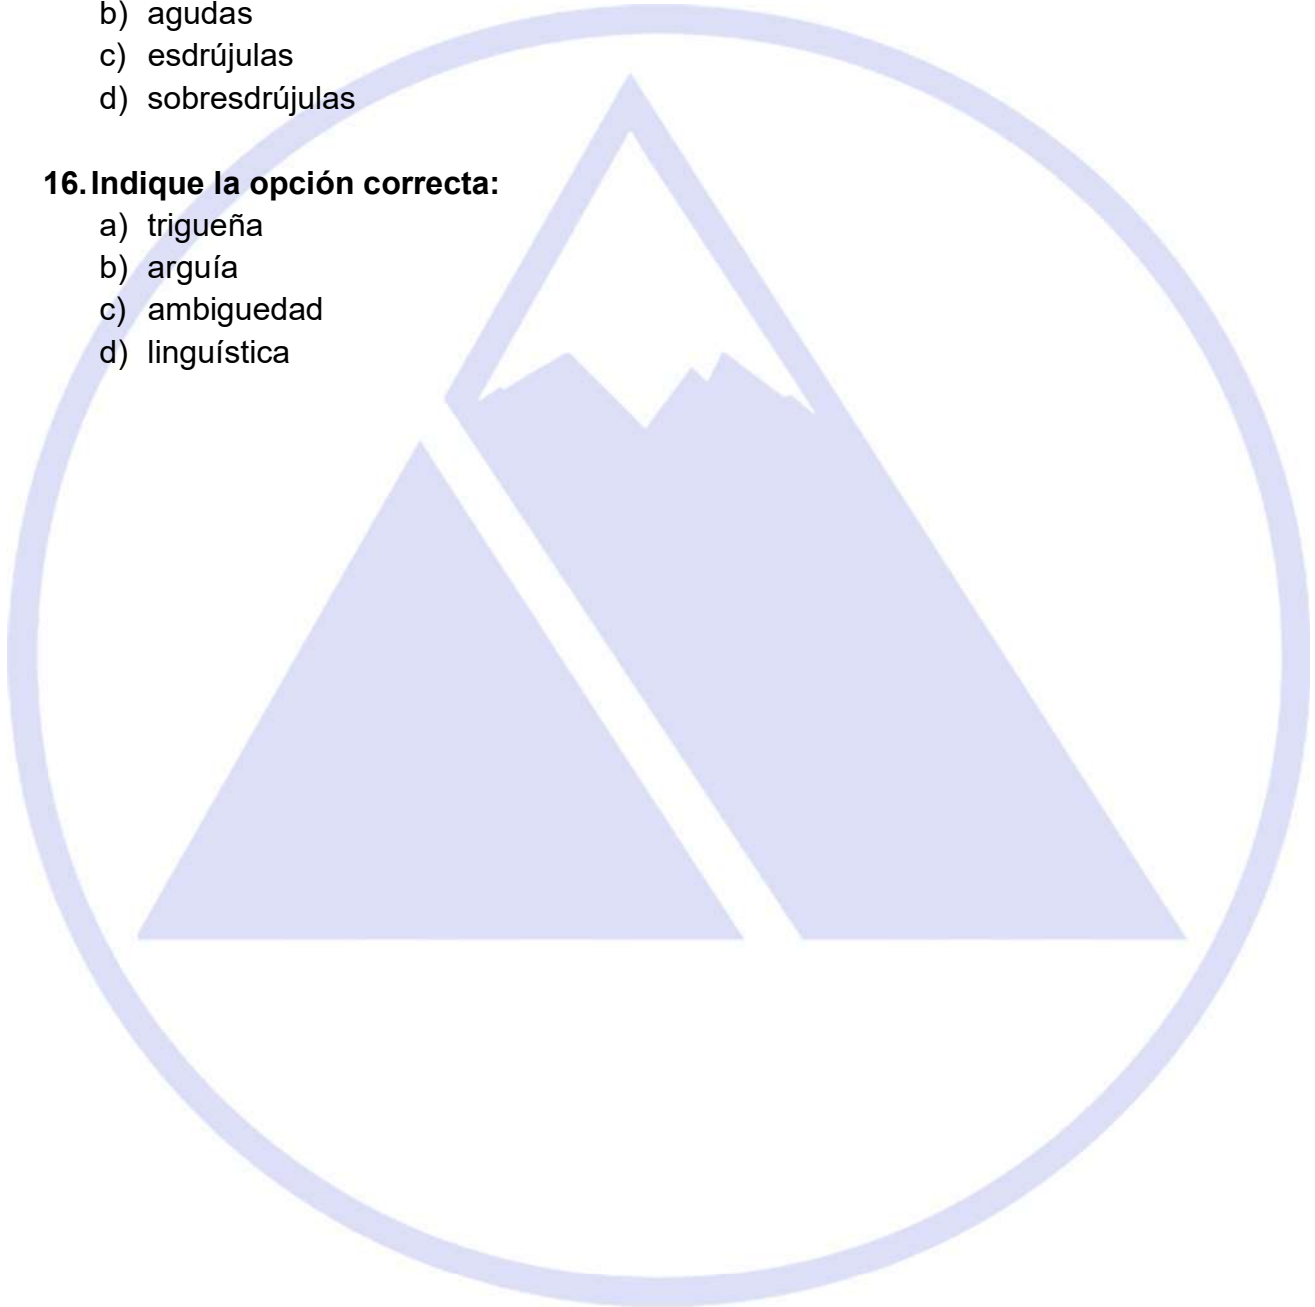 b) agudas
c) esdrújulas
d) sobresdrújulas
16. Indique la opción correcta:
a) trigueña
b) arguía
c) ambiguedad
d) linguística